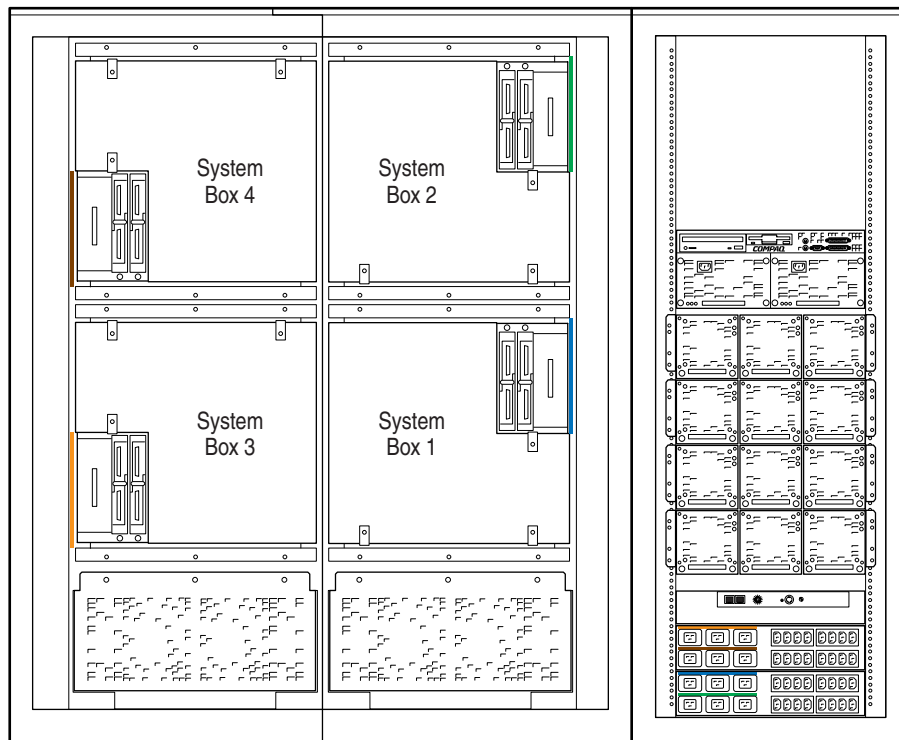 System
Box 4
System
Box 2
COMPAQ
System
Box 3
System
Box 1